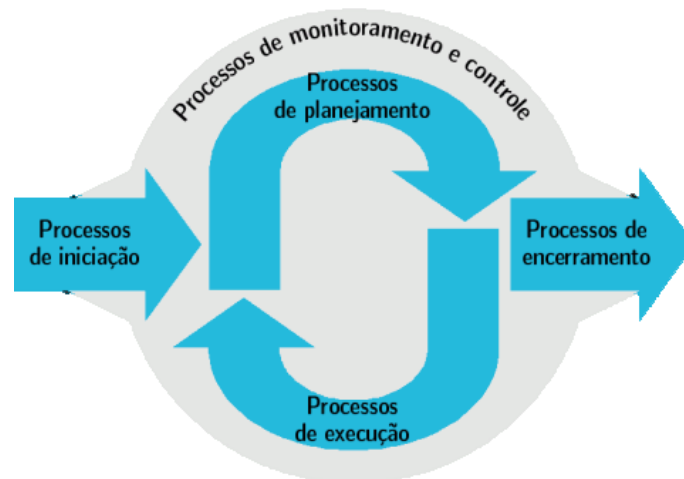 Processos de monitoramento e controle
Processos
de planejamento
Processos
de iniciação
Processos de
encerramento
Processos
de execução